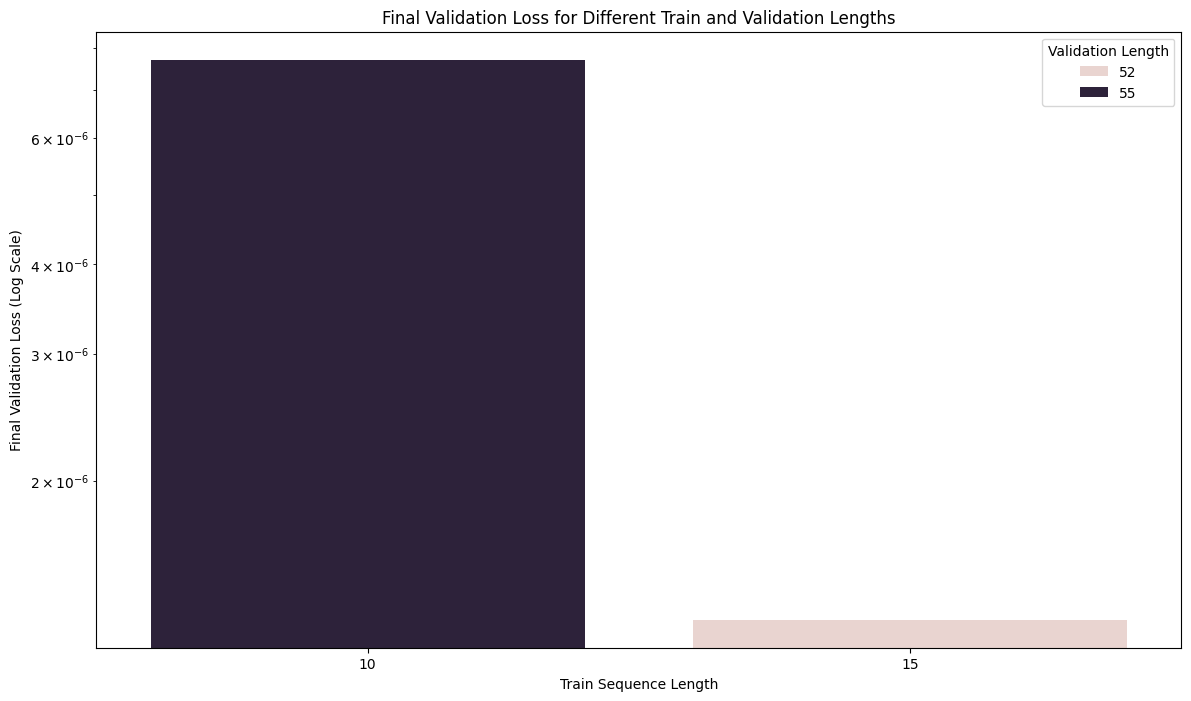 Final Validation Loss for Different Train and Validation Lengths
Validation Length
52
55
6 × 10⁻⁶
4 × 10⁻⁶
3 × 10⁻⁶
2 × 10⁻⁶
Final Validation Loss (Log Scale)
10
15
Train Sequence Length